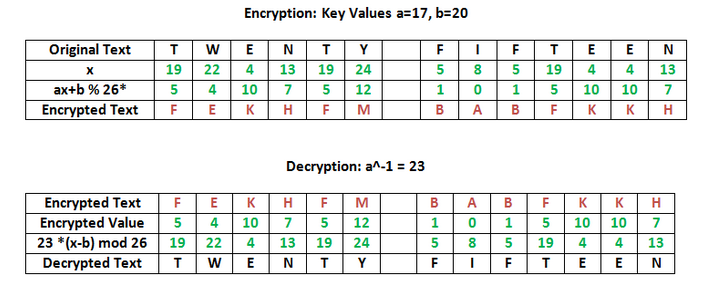 Encryption: Key Values a=17, b=20
Original Text T W E N T Y F I F T E E N
x 19 22 4 13 19 24 5 8 5 19 4 4 13
ax+b % 26* 5 4 10 7 5 12 1 0 1 5 10 10 7
Encrypted Text F E K H F M B A B F K K H
Decryption: a^-1 = 23
Encrypted Text F E K H F M B A B F K K H
Encrypted Value 5 4 10 7 5 12 1 0 1 5 10 10 7
23 *(x-b) mod 26 19 22 4 13 19 24 5 8 5 19 4 4 13
Decrypted Text T W E N T Y F I F T E E N